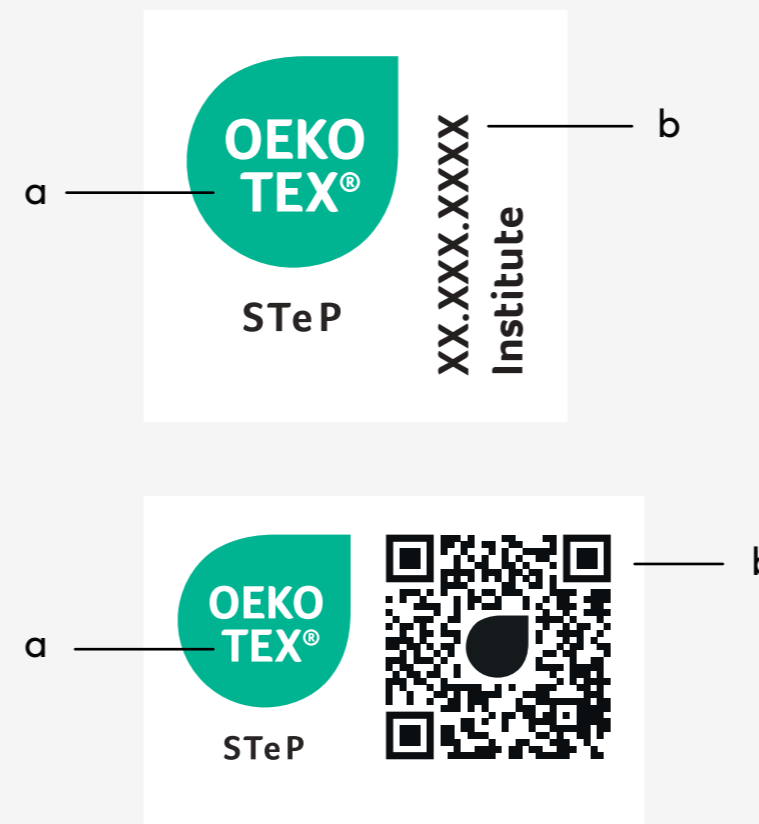 OEKO
TEX®
STeP
XX.XXX.XXXX
Institute
a
b
OEKO
TEX®
STeP
a
b